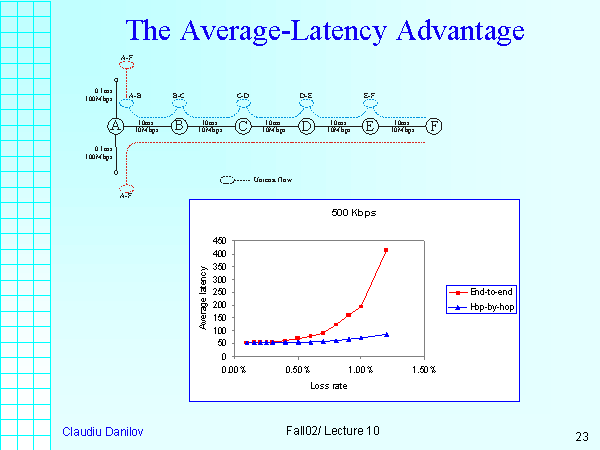 The Average-Latency Advantage
A-F
0.1ms
100Mbps
A-B B-C C-D D-E E-F
A B C D E F
10ms 10ms 10ms 10ms 10ms
10Mbps 10Mbps 10Mbps 10Mbps 10Mbps
0.1ms
100Mbps
A-F
Unicast flow
500 Kbps
450
400
350
300
250
200
150
100
50
0
Average latency
0.00% 0.50% 1.00% 1.50%
Loss rate
End-to-end
Hop-by-hop
Claudiu Danilov
Fall02/ Lecture 10
23